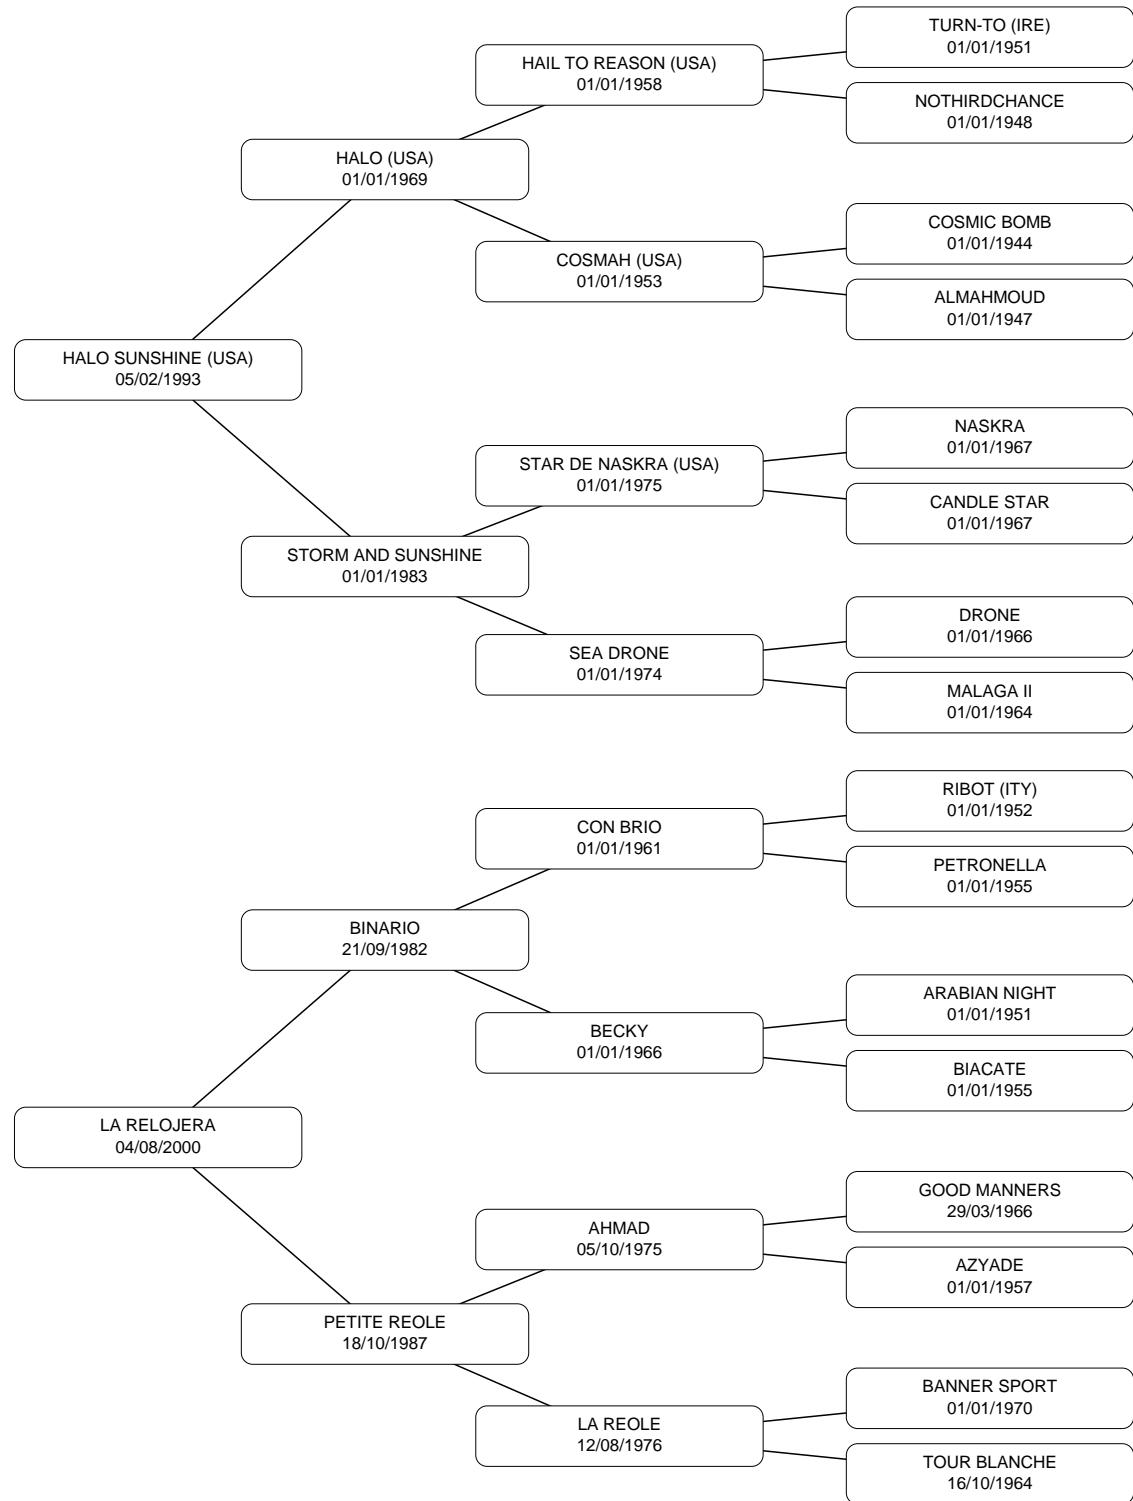 TURN-TO (IRE)
01/01/1951
HAIL TO REASON (USA)
01/01/1958
NOTHIRDCHANCE
01/01/1948
HALO (USA)
01/01/1969
COSMIC BOMB
01/01/1944
COSMAH (USA)
01/01/1953
ALMAHMOUD
01/01/1947
HALO SUNSHINE (USA)
05/02/1993
NASKRA
01/01/1967
STAR DE NASKRA (USA)
01/01/1975
CANDLE STAR
01/01/1967
STORM AND SUNSHINE
01/01/1983
DRONE
01/01/1966
SEA DRONE
01/01/1974
MALAGA II
01/01/1964
RIBOT (ITY)
01/01/1952
CON BRIO
01/01/1961
PETRONELLA
01/01/1955
BINARIO
21/09/1982
ARABIAN NIGHT
01/01/1951
BECKY
01/01/1966
BIACATE
01/01/1955
LA RELOJERA
04/08/2000
GOOD MANNERS
29/03/1966
AHMAD
05/10/1975
AZYADE
01/01/1957
PETITE REOLE
18/10/1987
BANNER SPORT
01/01/1970
LA REOLE
12/08/1976
TOUR BLANCHE
16/10/1964